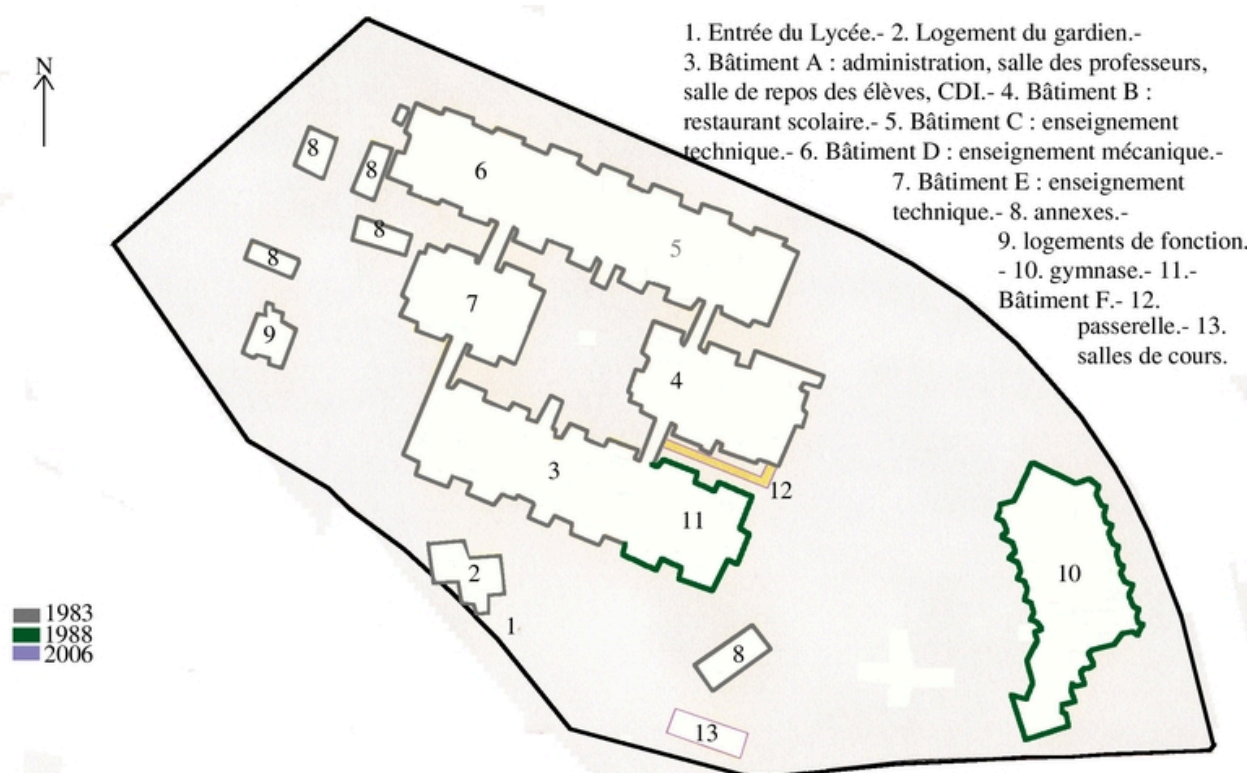 1. Entrée du Lycée.- 2. Logement du gardien.-
3. Bâtiment A : administration, salle des professeurs,
salle de repos des élèves, CDI.- 4. Bâtiment B :
restaurant scolaire.- 5. Bâtiment C : enseignement
technique.- 6. Bâtiment D : enseignement mécanique.-
7. Bâtiment E : enseignement
technique.- 8. annexes.-
9. logements de fonction.
- 10. gymnase.- 11.-
Bâtiment F.- 12.
passerelle.- 13.
salles de cours.
N
8
8
6
8
5
8
7
9
4
3
12
11
10
2
1
8
13
1983
1988
2006